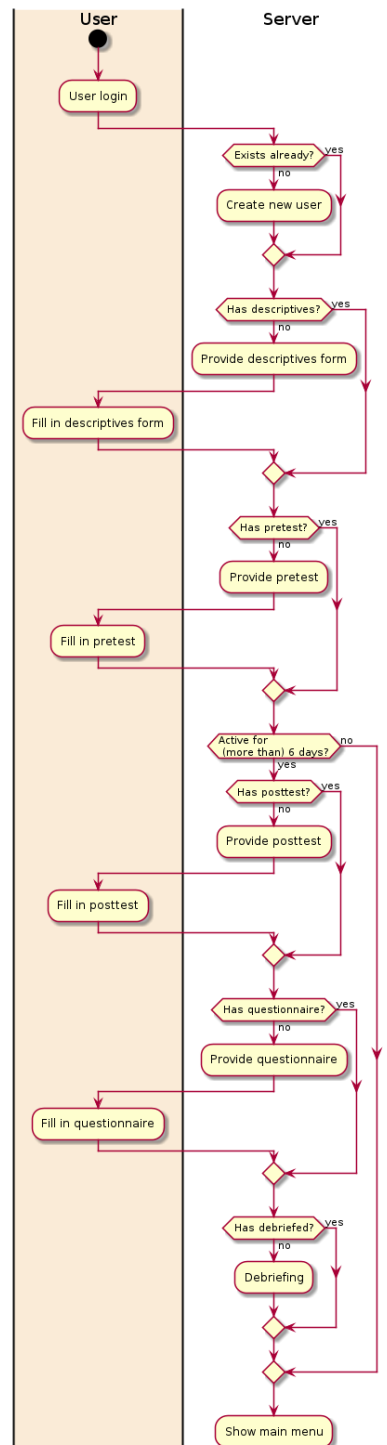 User
Server
User login
Exists already?
yes
no
Create new user
Has descriptives?
yes
no
Provide descriptives form
Fill in descriptives form
Has pretest?
yes
no
Provide pretest
Fill in pretest
Active for
(more than) 6 days?
no
yes
Has posttest?
yes
no
Provide posttest
Fill in posttest
Has questionnaire?
yes
no
Provide questionnaire
Fill in questionnaire
Has debriefed?
yes
no
Debriefing
Show main menu